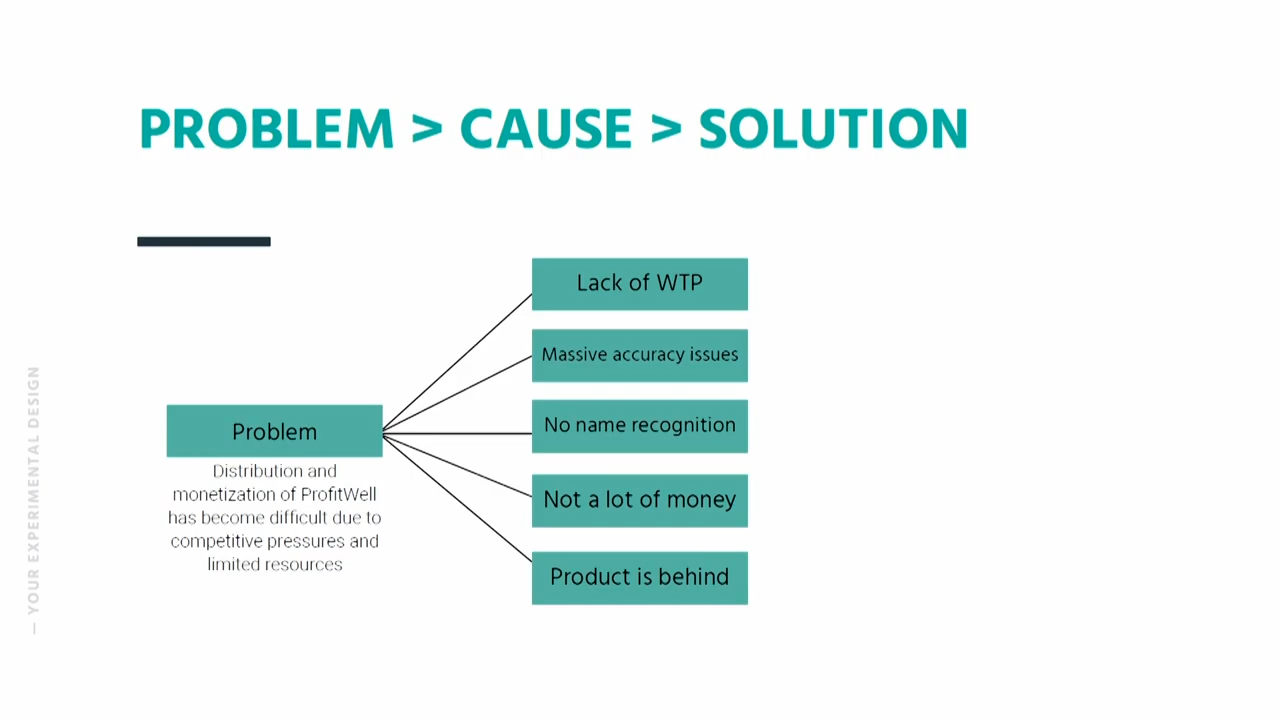 PROBLEM > CAUSE > SOLUTION
Lack of WTP
Massive accuracy issues
No name recognition
Not a lot of money
Product is behind
Problem
Distribution and
monetization of ProfitWell
has become difficult due to
competitive pressures and
limited resources
— YOUR EXPERIMENTAL DESIGN